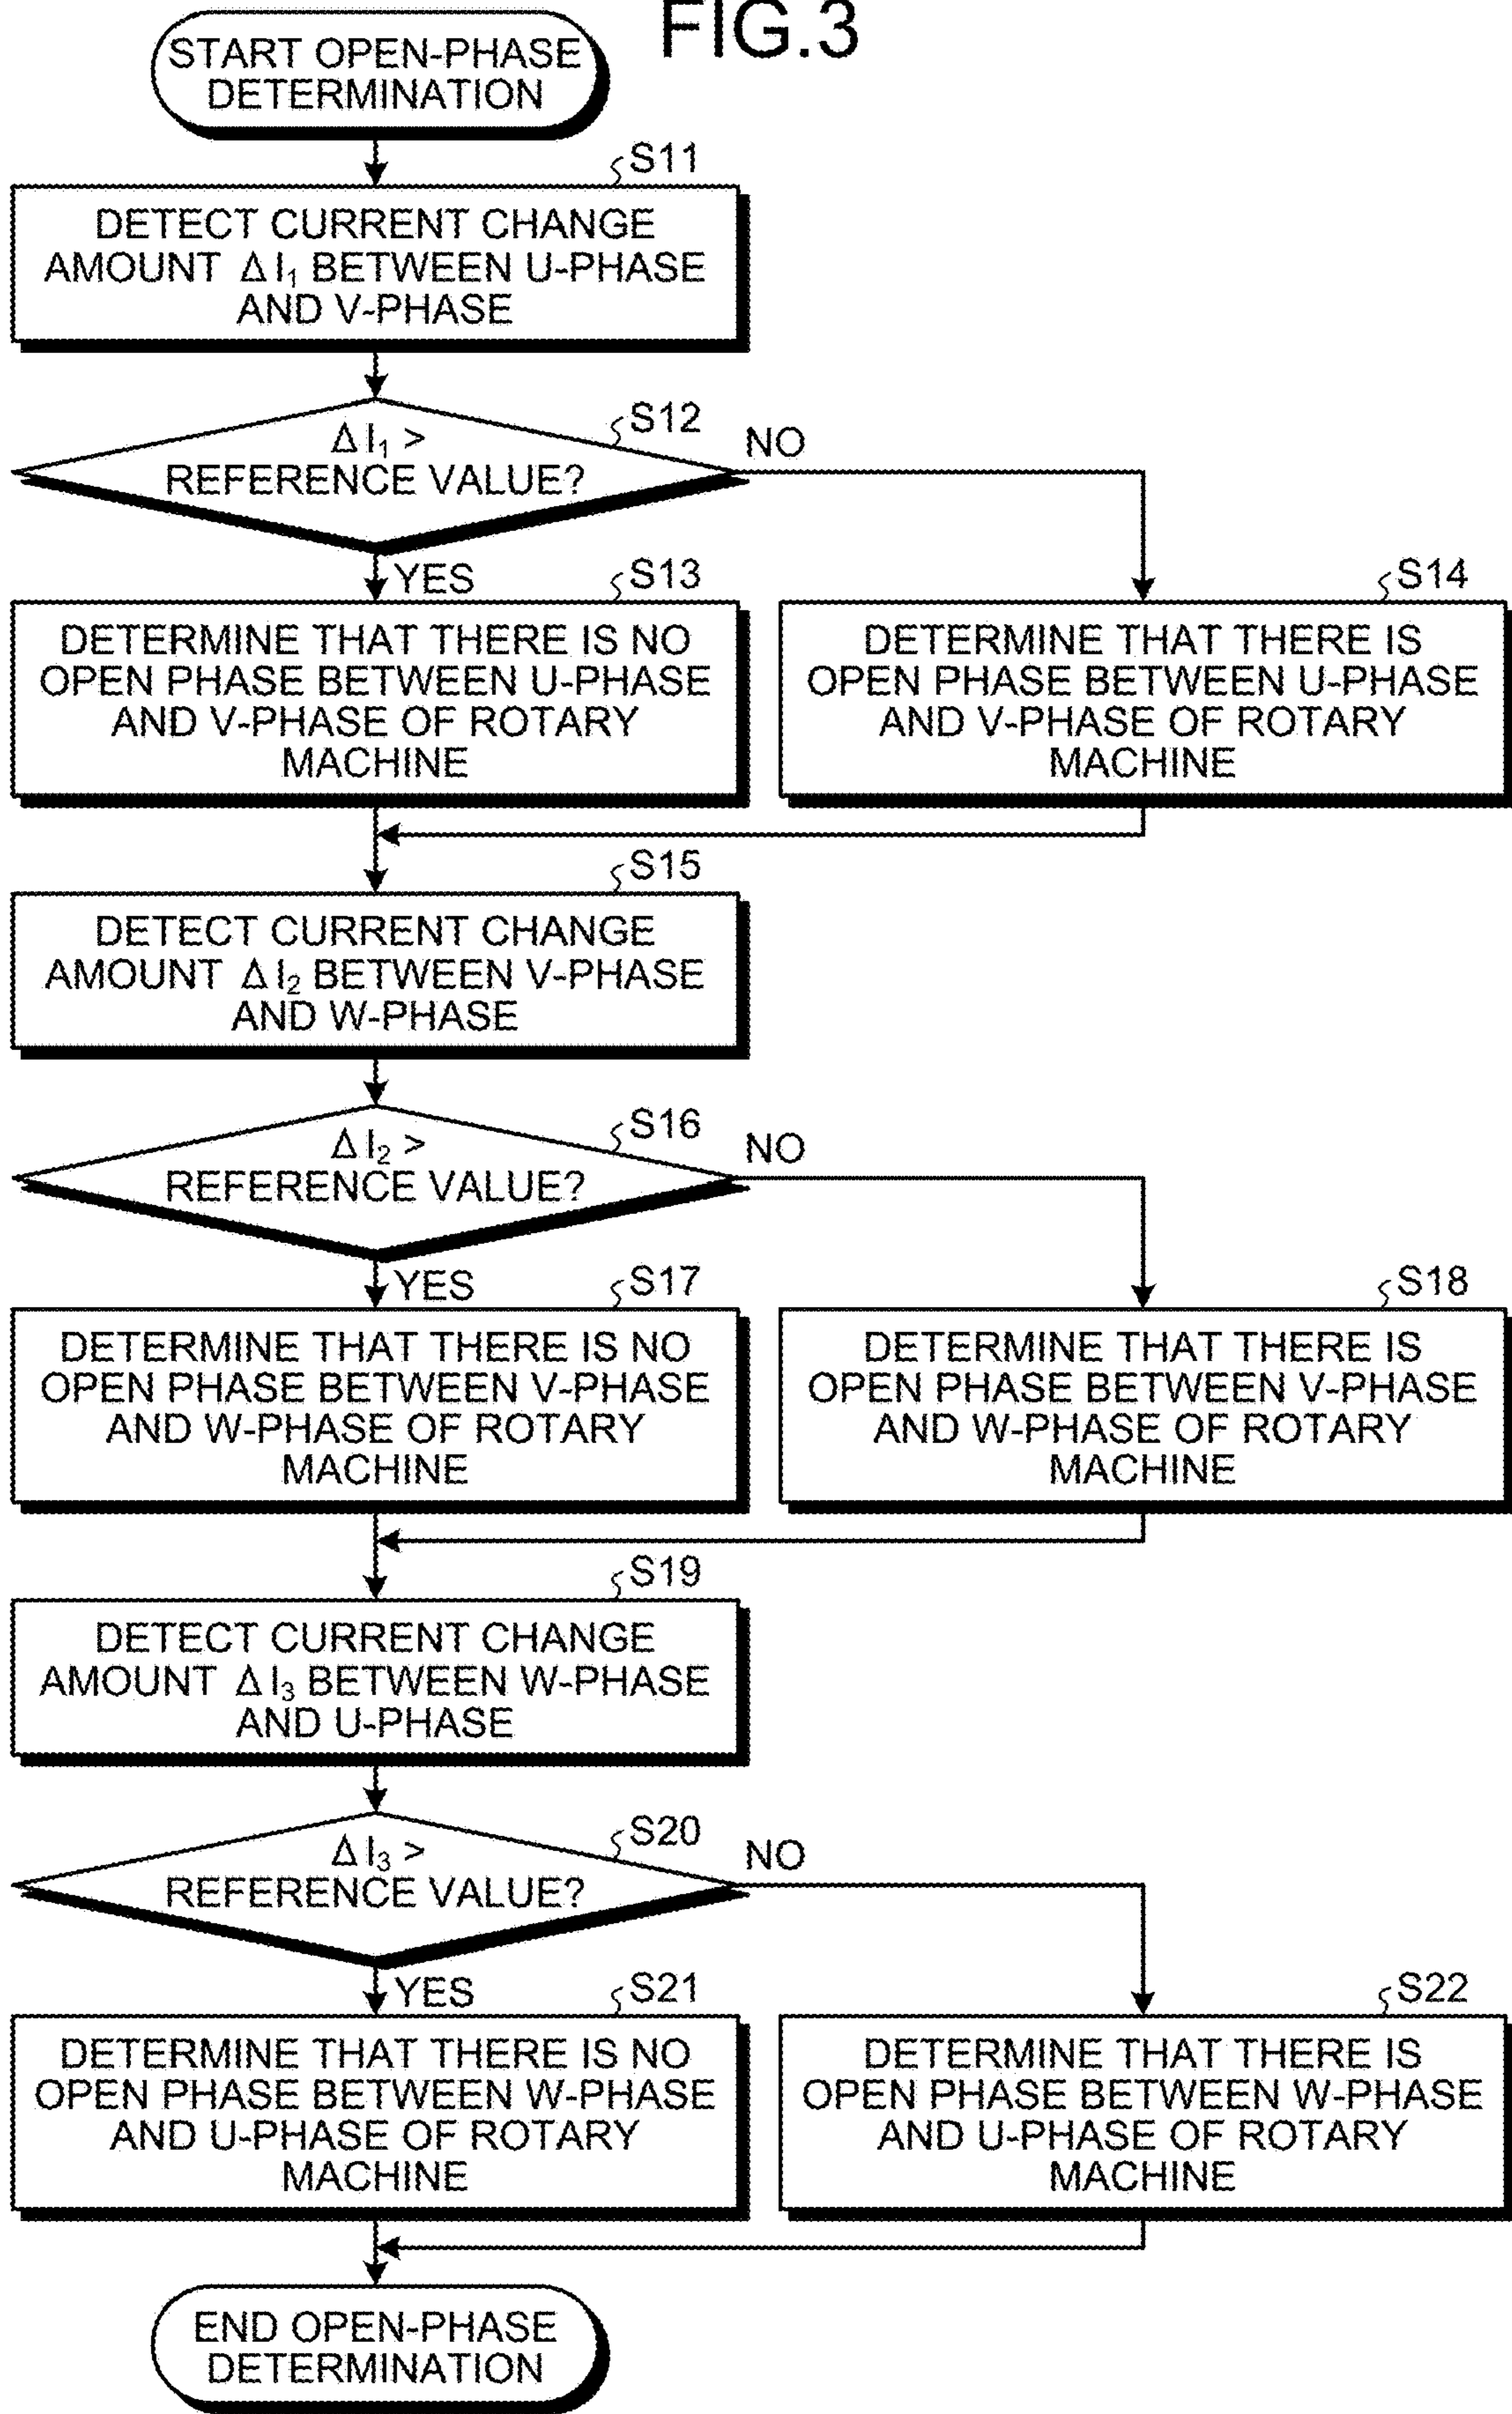 FIG.3
START OPEN-PHASE
DETERMINATION
S11
DETECT CURRENT CHANGE
AMOUNT Δ I₁ BETWEEN U-PHASE
AND V-PHASE
S12
Δ I₁ >
REFERENCE VALUE?
NO
YES
S13
DETERMINE THAT THERE IS NO
OPEN PHASE BETWEEN U-PHASE
AND V-PHASE OF ROTARY
MACHINE
S14
DETERMINE THAT THERE IS
OPEN PHASE BETWEEN U-PHASE
AND V-PHASE OF ROTARY
MACHINE
S15
DETECT CURRENT CHANGE
AMOUNT Δ I₂ BETWEEN V-PHASE
AND W-PHASE
S16
Δ I₂ >
REFERENCE VALUE?
NO
YES
S17
DETERMINE THAT THERE IS NO
OPEN PHASE BETWEEN V-PHASE
AND W-PHASE OF ROTARY
MACHINE
S18
DETERMINE THAT THERE IS
OPEN PHASE BETWEEN V-PHASE
AND W-PHASE OF ROTARY
MACHINE
S19
DETECT CURRENT CHANGE
AMOUNT Δ I₃ BETWEEN W-PHASE
AND U-PHASE
S20
Δ I₃ >
REFERENCE VALUE?
NO
YES
S21
DETERMINE THAT THERE IS NO
OPEN PHASE BETWEEN W-PHASE
AND U-PHASE OF ROTARY
MACHINE
S22
DETERMINE THAT THERE IS
OPEN PHASE BETWEEN W-PHASE
AND U-PHASE OF ROTARY
MACHINE
END OPEN-PHASE
DETERMINATION